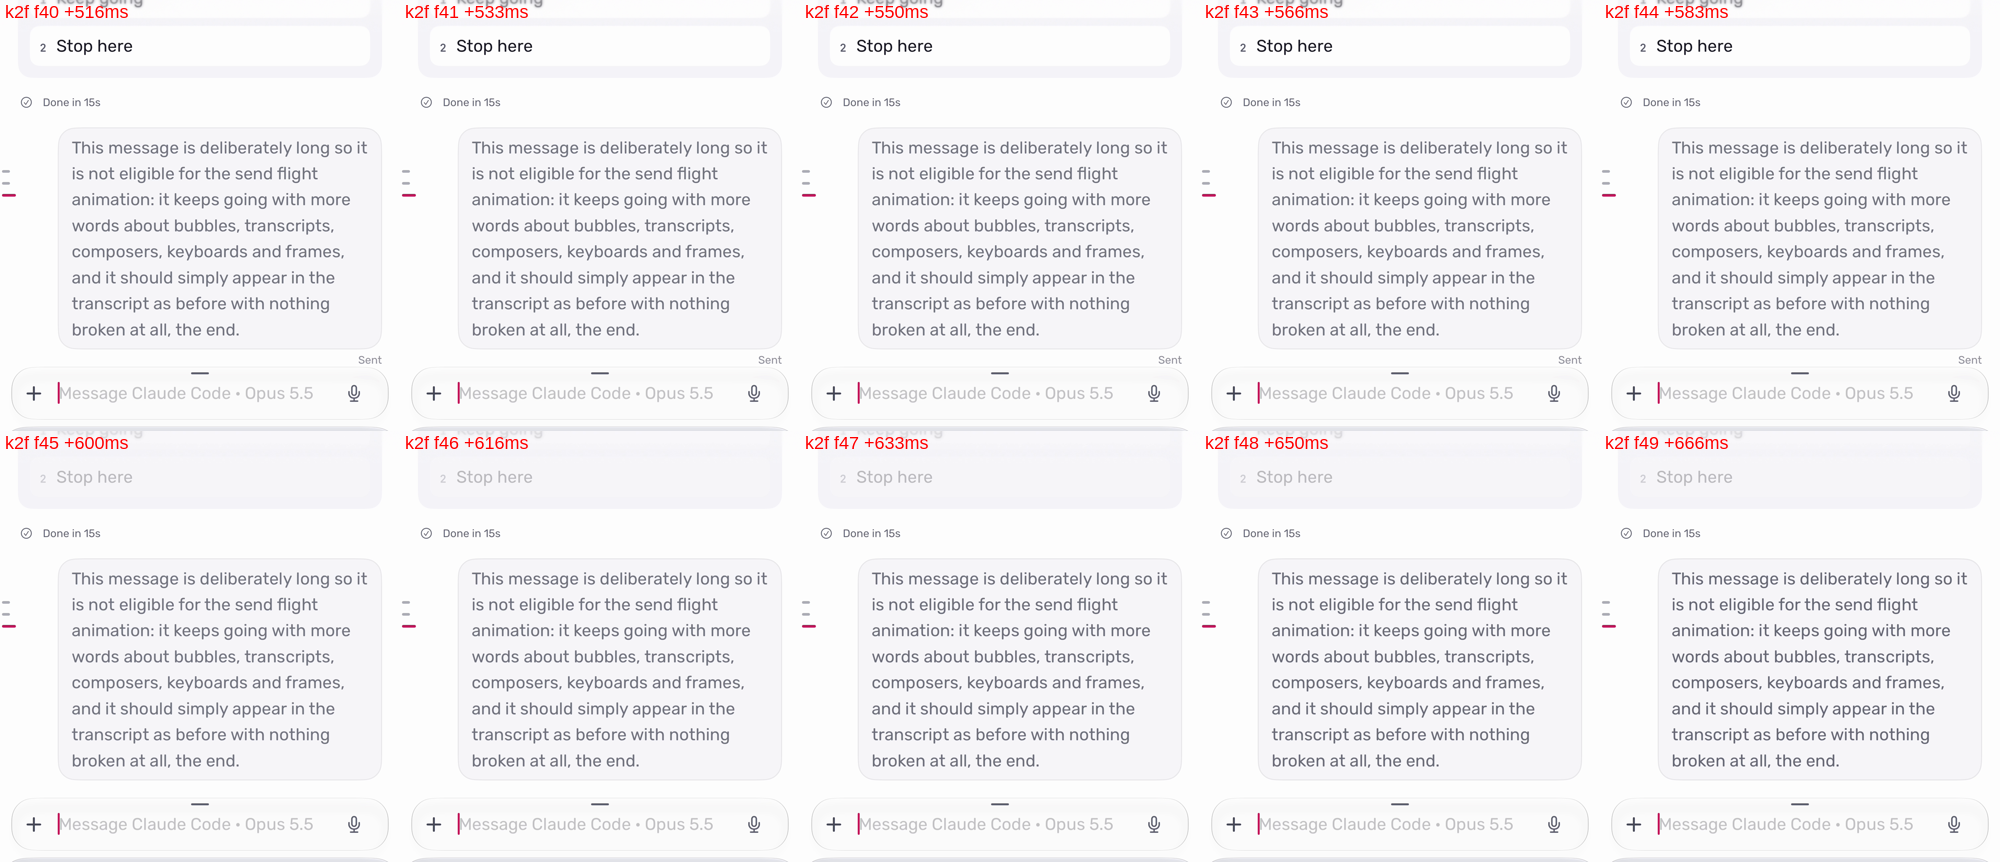 Keep going
k2f f40 +516ms
2 Stop here
Done in 15s
This message is deliberately long so it
is not eligible for the send flight
animation: it keeps going with more
words about bubbles, transcripts,
composers, keyboards and frames,
and it should simply appear in the
transcript as before with nothing
broken at all, the end.
Sent
Message Claude Code • Opus 5.5
Keep going
k2f f41 +533ms
2 Stop here
Done in 15s
This message is deliberately long so it
is not eligible for the send flight
animation: it keeps going with more
words about bubbles, transcripts,
composers, keyboards and frames,
and it should simply appear in the
transcript as before with nothing
broken at all, the end.
Sent
Message Claude Code • Opus 5.5
Keep going
k2f f42 +550ms
2 Stop here
Done in 15s
This message is deliberately long so it
is not eligible for the send flight
animation: it keeps going with more
words about bubbles, transcripts,
composers, keyboards and frames,
and it should simply appear in the
transcript as before with nothing
broken at all, the end.
Sent
Message Claude Code • Opus 5.5
Keep going
k2f f43 +566ms
2 Stop here
Done in 15s
This message is deliberately long so it
is not eligible for the send flight
animation: it keeps going with more
words about bubbles, transcripts,
composers, keyboards and frames,
and it should simply appear in the
transcript as before with nothing
broken at all, the end.
Sent
Message Claude Code • Opus 5.5
Keep going
k2f f44 +583ms
2 Stop here
Done in 15s
This message is deliberately long so it
is not eligible for the send flight
animation: it keeps going with more
words about bubbles, transcripts,
composers, keyboards and frames,
and it should simply appear in the
transcript as before with nothing
broken at all, the end.
Sent
Message Claude Code • Opus 5.5
Keep going
k2f f45 +600ms
2 Stop here
Done in 15s
This message is deliberately long so it
is not eligible for the send flight
animation: it keeps going with more
words about bubbles, transcripts,
composers, keyboards and frames,
and it should simply appear in the
transcript as before with nothing
broken at all, the end.
Message Claude Code • Opus 5.5
Keep going
k2f f46 +616ms
2 Stop here
Done in 15s
This message is deliberately long so it
is not eligible for the send flight
animation: it keeps going with more
words about bubbles, transcripts,
composers, keyboards and frames,
and it should simply appear in the
transcript as before with nothing
broken at all, the end.
Message Claude Code • Opus 5.5
Keep going
k2f f47 +633ms
2 Stop here
Done in 15s
This message is deliberately long so it
is not eligible for the send flight
animation: it keeps going with more
words about bubbles, transcripts,
composers, keyboards and frames,
and it should simply appear in the
transcript as before with nothing
broken at all, the end.
Message Claude Code • Opus 5.5
Keep going
k2f f48 +650ms
2 Stop here
Done in 15s
This message is deliberately long so it
is not eligible for the send flight
animation: it keeps going with more
words about bubbles, transcripts,
composers, keyboards and frames,
and it should simply appear in the
transcript as before with nothing
broken at all, the end.
Message Claude Code • Opus 5.5
Keep going
k2f f49 +666ms
2 Stop here
Done in 15s
This message is deliberately long so it
is not eligible for the send flight
animation: it keeps going with more
words about bubbles, transcripts,
composers, keyboards and frames,
and it should simply appear in the
transcript as before with nothing
broken at all, the end.
Message Claude Code • Opus 5.5